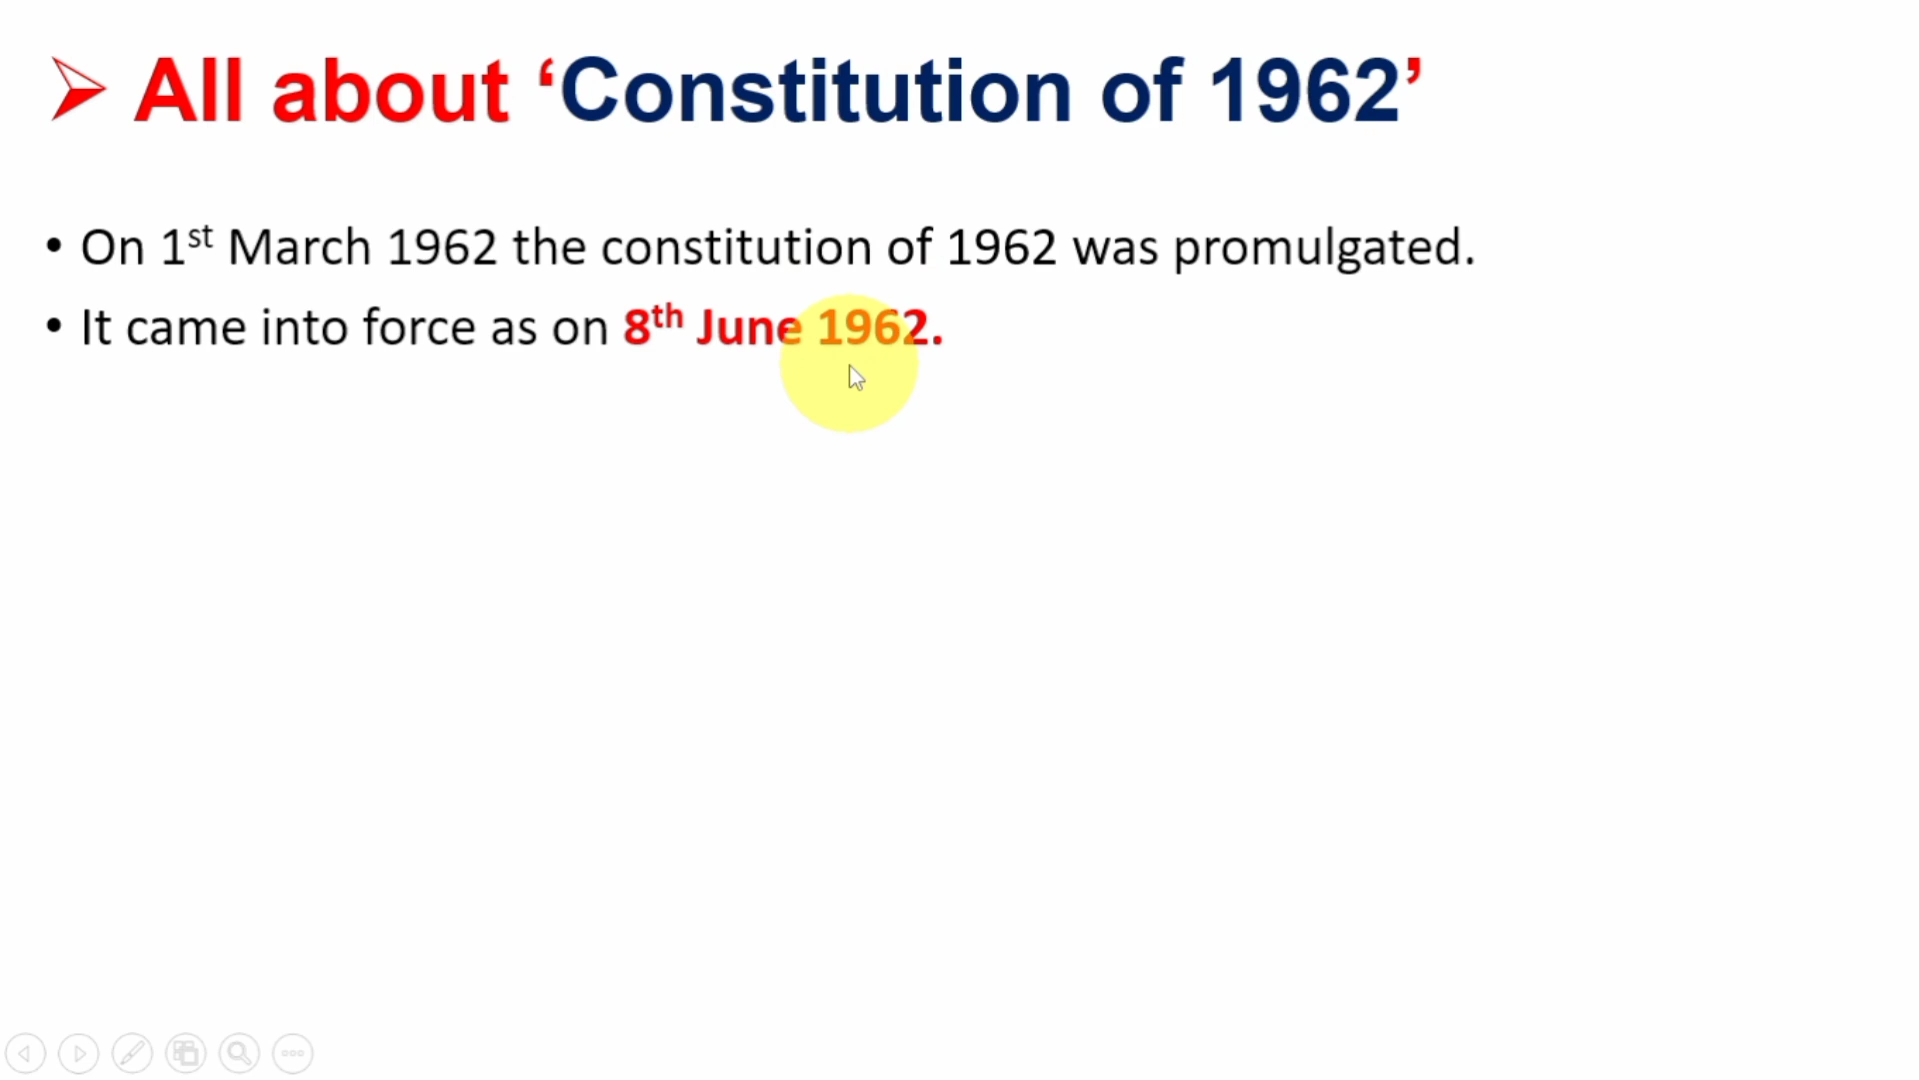 All about ‘Constitution of 1962’
• On 1st March 1962 the constitution of 1962 was promulgated.
• It came into force as on 8th June 1962.